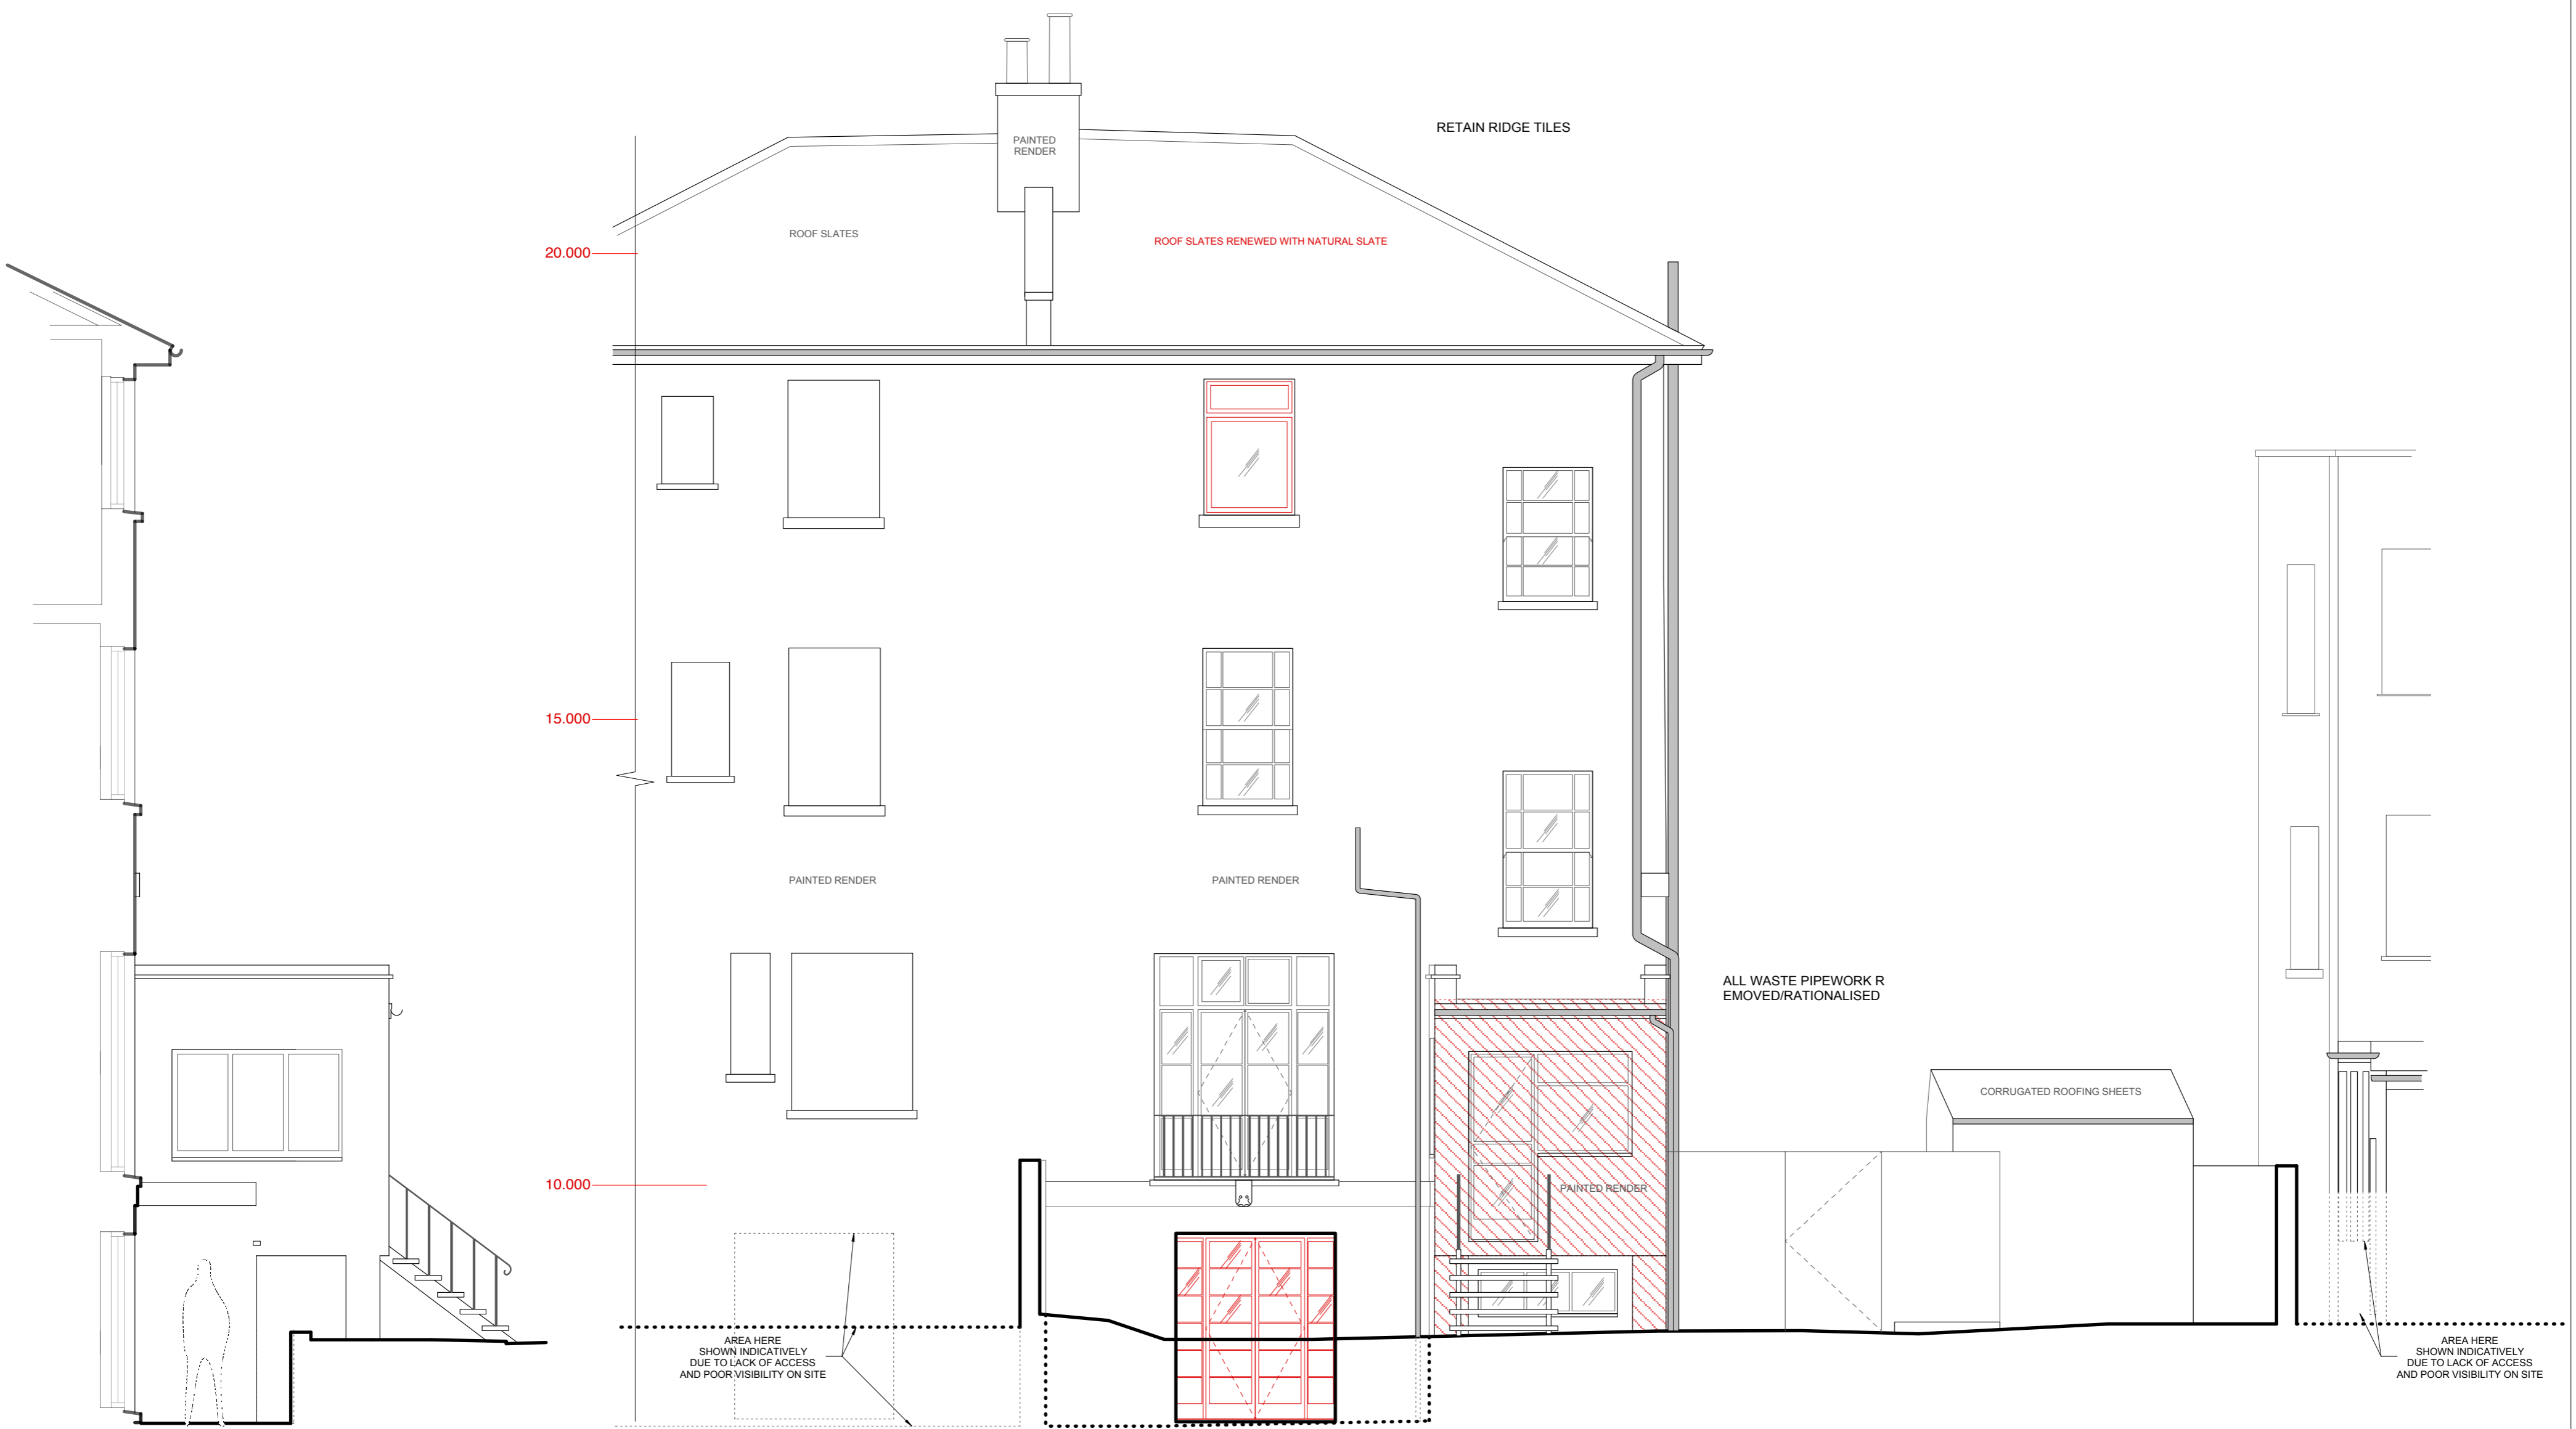 RETAIN RIDGE TILES
PAINTED
RENDER
ROOF SLATES
ROOF SLATES RENEWED WITH NATURAL SLATE
20.000
15.000
PAINTED RENDER
PAINTED RENDER
ALL WASTE PIPEWORK R
EMOVED/RATIONALISED
CORRUGATED ROOFING SHEETS
10.000
PAINTED RENDER
AREA HERE
SHOWN INDICATIVELY
DUE TO LACK OF ACCESS
AND POOR VISIBILITY ON SITE
AREA HERE
SHOWN INDICATIVELY
DUE TO LACK OF ACCESS
AND POOR VISIBILITY ON SITE